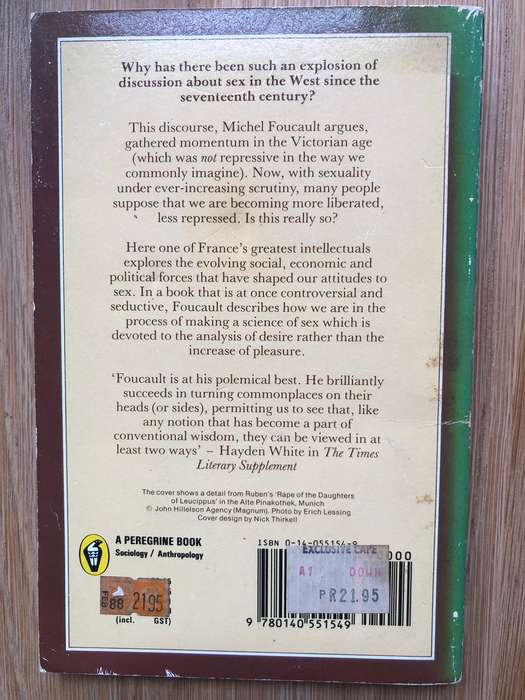 Why has there been such an explosion of
discussion about sex in the West since the
seventeenth century?
This discourse, Michel Foucault argues,
gathered momentum in the Victorian age
(which was not repressive in the way we
commonly imagine). Now, with sexuality
under ever-increasing scrutiny, many people
suppose that we are becoming more liberated,
less repressed. Is this really so?
Here one of France's greatest intellectuals
explores the evolving social, economic and
political forces that have shaped our attitudes to
sex. In a book that is at once controversial and
seductive, Foucault describes how we are in the
process of making a science of sex which is
devoted to the analysis of desire rather than the
increase of pleasure.
'Foucault is at his polemical best. He brilliantly
succeeds in turning commonplaces on their
heads (or sides), permitting us to see that, like
any notion that has become a part of
conventional wisdom, they can be viewed in at
least two ways' – Hayden White in The Times
Literary Supplement
The cover shows a detail from Ruben's 'Rape of the Daughters
of Leucippus' in the Alte Pinakothek, Munich
© John Hillelson Agency (Magnum). Photo by Erich Lessing
Cover design by Nick Thirkell
A PEREGRINE BOOK
Sociology / Anthropology
ISBN 0-14-055154-9
EXCLUSIVE CAPE
000
A1 DOWN
PR21.95
FEB
88 2195
(incl. GST)
9 780140 551549